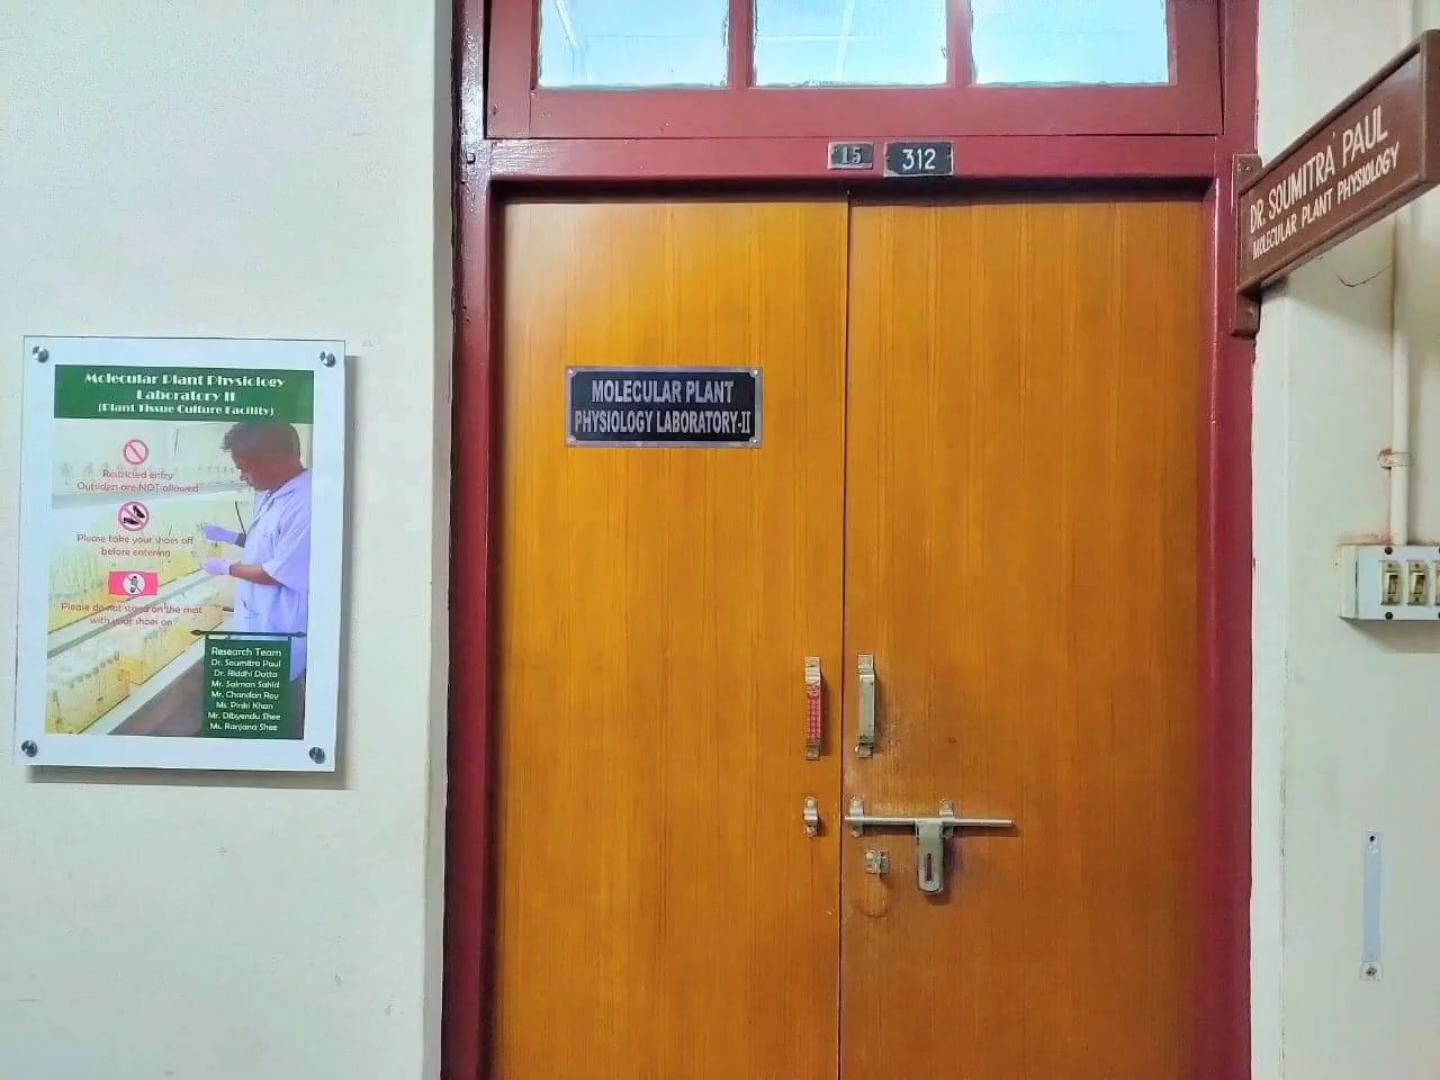 15
312
DR. SOUMITRA PAUL
MOLECULAR PLANT PHYSIOLOGY
MOLECULAR PLANT
PHYSIOLOGY LABORATORY-II
Molecular Plant Physiology
Laboratory II
(Plant Tissue Culture Facility)
Restricted entry
Outsiders are NOT allowed
Please take your shoes off
before entering
Please do not stand on the mat
with your shoes on
Research Team
Dr. Soumitra Paul
Dr. Riddhi Datta
Mr. Salman Sahid
Mr. Chandan Roy
Ms. Pinki Khan
Mr. Dibyendu Shee
Ms. Ranjana Shee